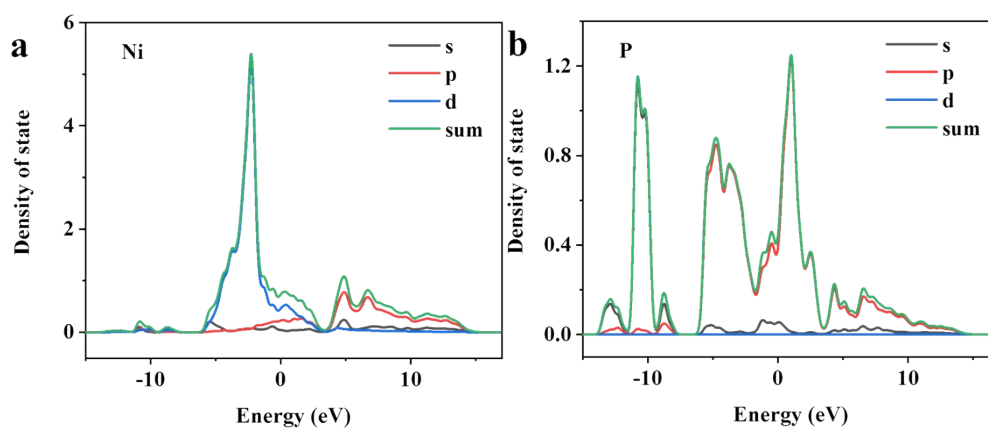 a
Ni
s
p
d
sum
6
4
2
0
Density of state
-10
0
10
Energy (eV)
b
P
s
p
d
sum
1.2
0.8
0.4
0.0
Density of state
-10
0
10
Energy (eV)